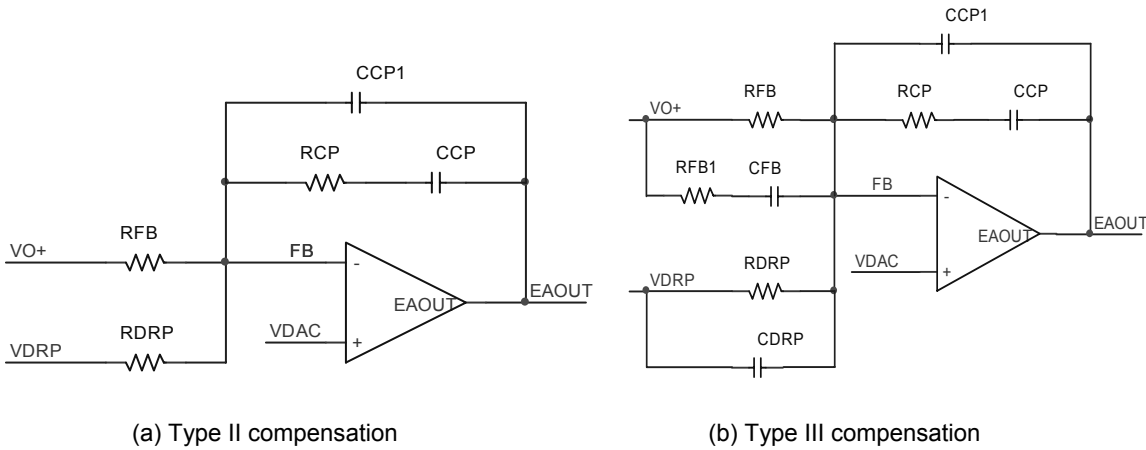 CCP1
RCP
CCP
RFB
VO+
FB
-
EAOUT
EAOUT
RDRP
VDAC
+
VDRP
(a) Type II compensation
CCP1
RFB
RCP
CCP
VO+
RFB1
CFB
FB
-
EAOUT
EAOUT
RDRP
VDAC
+
VDRP
CDRP
(b) Type III compensation